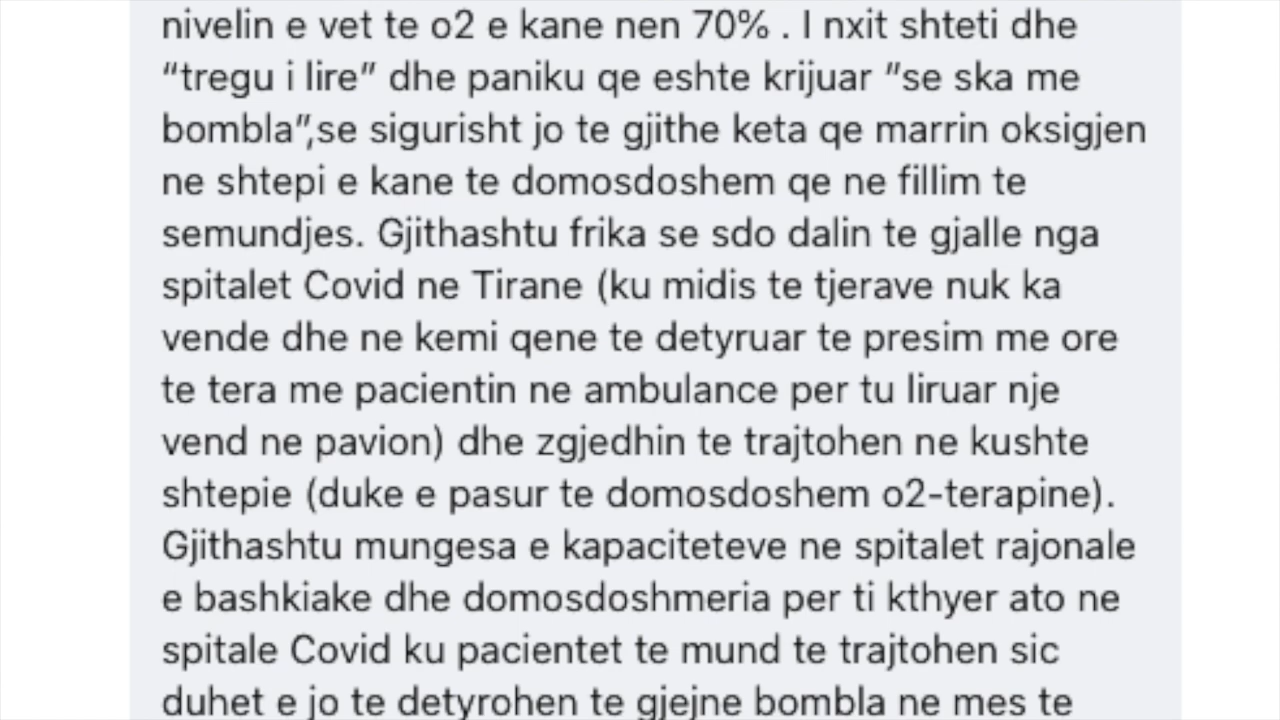 nivelin e vet te o2 e kane nen 70% . I nxit shteti dhe
“tregu i lire” dhe paniku qe eshte krijuar ”se ska me
bombla”,se sigurisht jo te gjithe keta qe marrin oksigjen
ne shtepi e kane te domosdoshem qe ne fillim te
semundjes. Gjithashtu frika se sdo dalin te gjalle nga
spitalet Covid ne Tirane (ku midis te tjerave nuk ka
vende dhe ne kemi qene te detyruar te presim me ore
te tera me pacientin ne ambulance per tu liruar nje
vend ne pavion) dhe zgjedhin te trajtohen ne kushte
shtepie (duke e pasur te domosdoshem o2-terapine).
Gjithashtu mungesa e kapaciteteve ne spitalet rajonale
e bashkiake dhe domosdoshmeria per ti kthyer ato ne
spitale Covid ku pacientet te mund te trajtohen sic
duhet e jo te detyrohen te gjejne bombla ne mes te